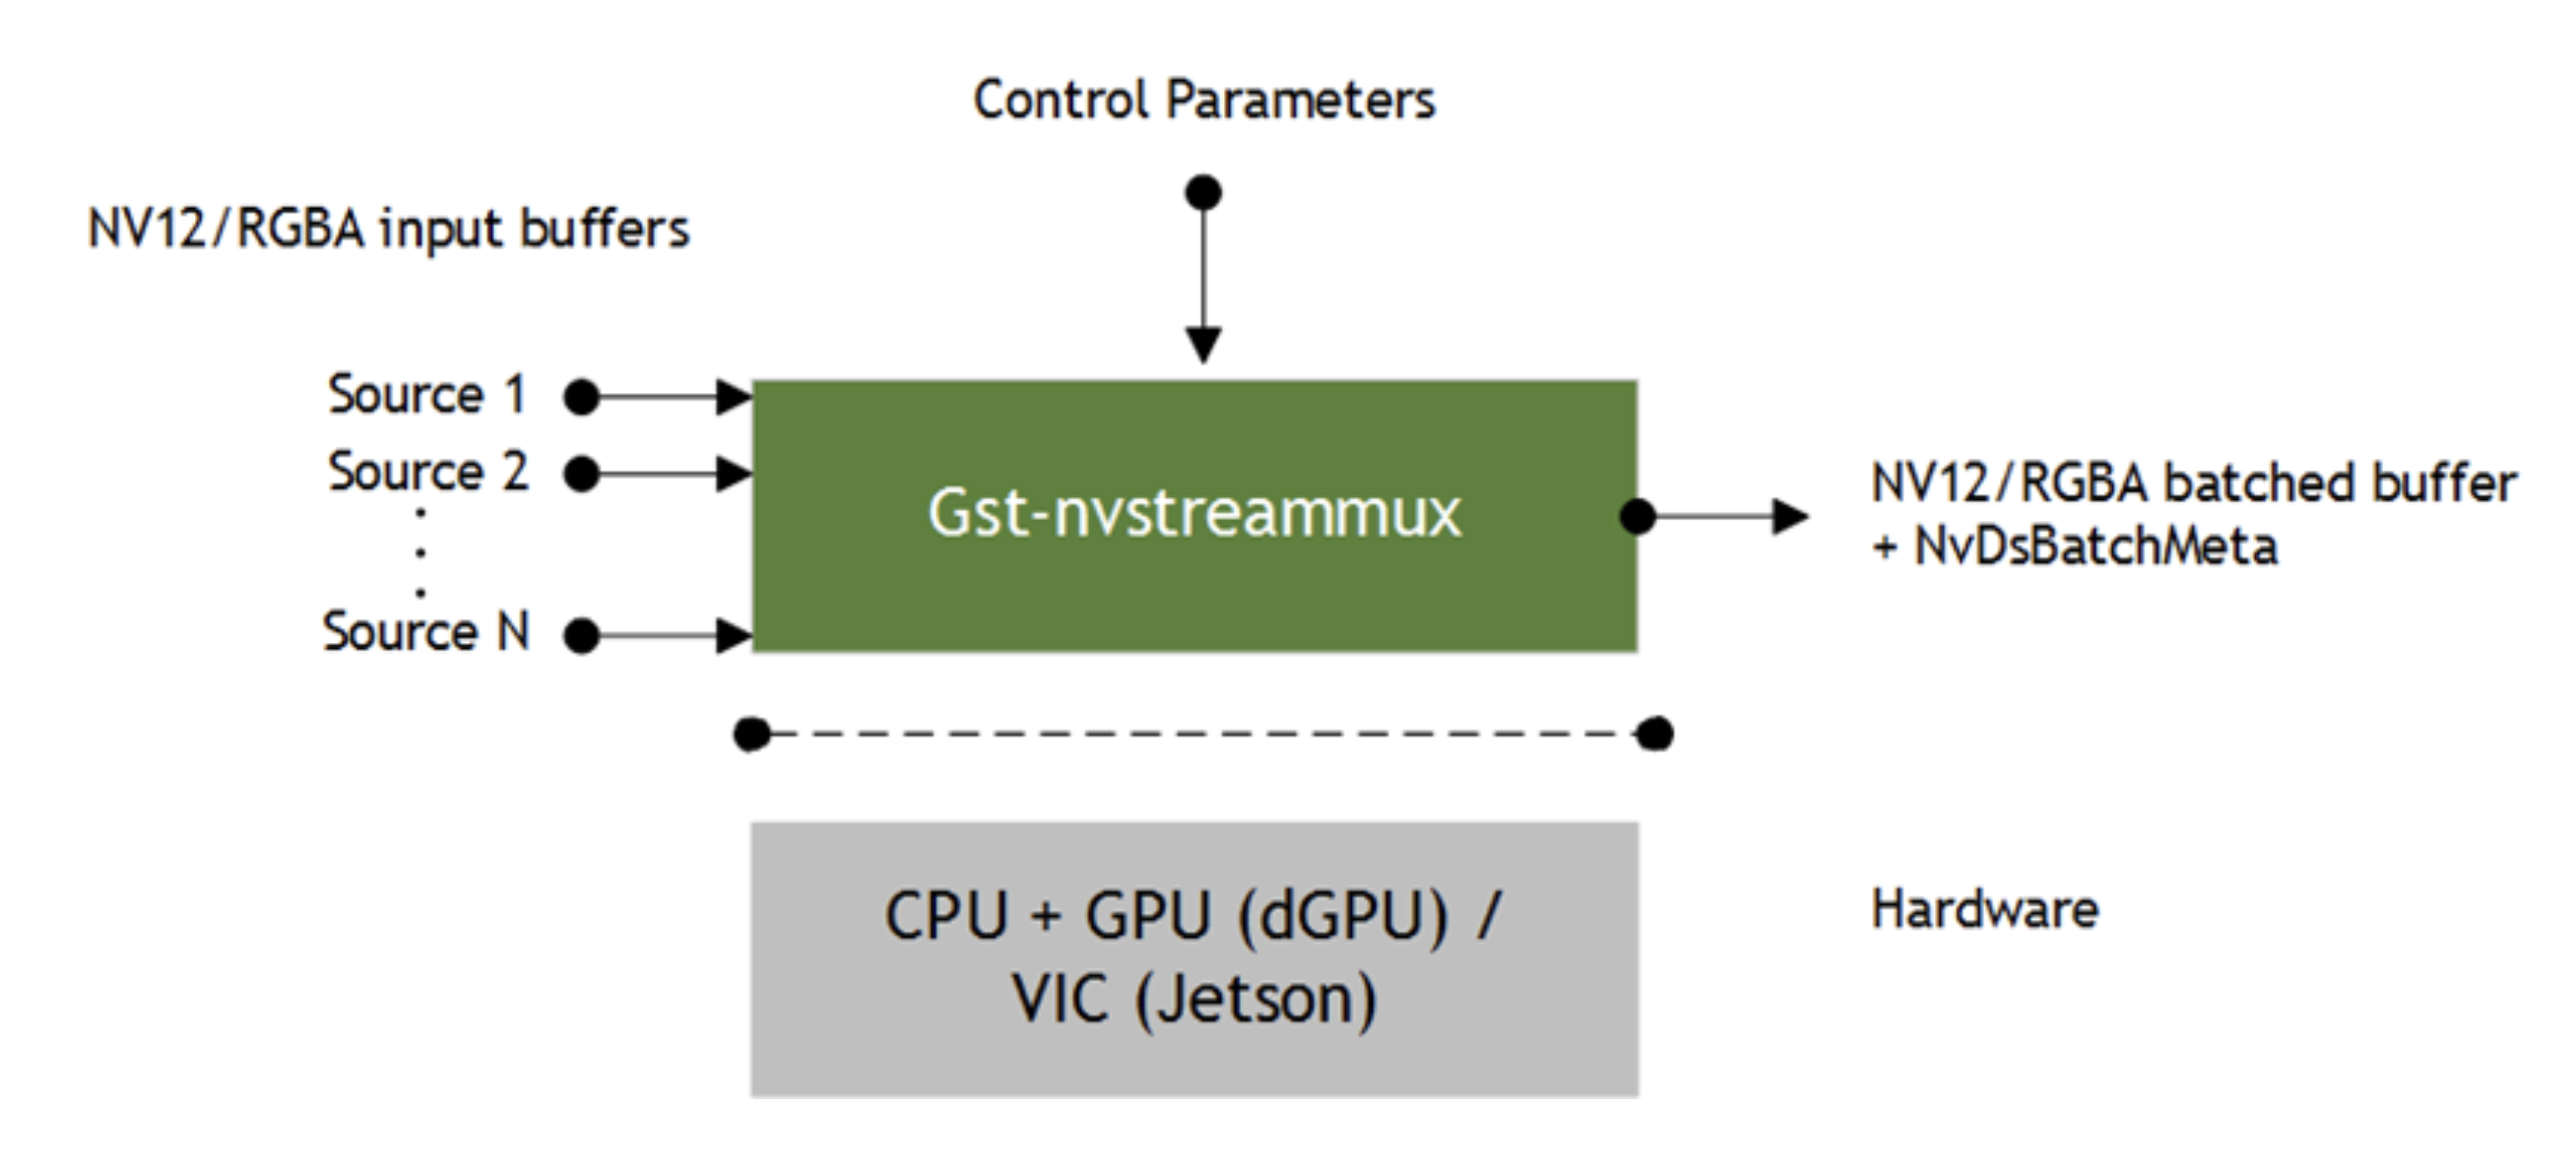 Control Parameters
NV12/RGBA input buffers
Source 1
Source 2
Source N
Gst-nvstreammux
NV12/RGBA batched buffer
+ NvDsBatchMeta
CPU + GPU (dGPU) /
VIC (Jetson)
Hardware